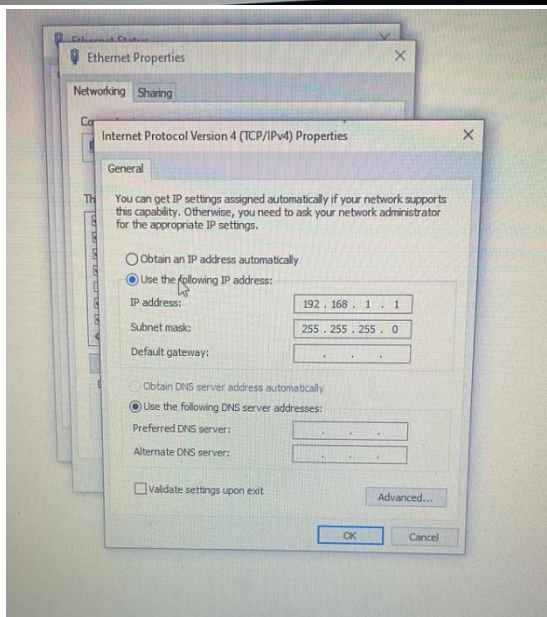 Ethernet Status
Ethernet Properties
Networking Sharing
Internet Protocol Version 4 (TCP/IPv4) Properties
General
You can get IP settings assigned automatically if your network supports
this capability. Otherwise, you need to ask your network administrator
for the appropriate IP settings.
Obtain an IP address automatically
Use the following IP address:
IP address: 192 . 168 . 1 . 1
Subnet mask: 255 . 255 . 255 . 0
Default gateway: . . .
Obtain DNS server address automatically
Use the following DNS server addresses:
Preferred DNS server: . . .
Alternate DNS server: . . .
Validate settings upon exit
Advanced...
OK Cancel